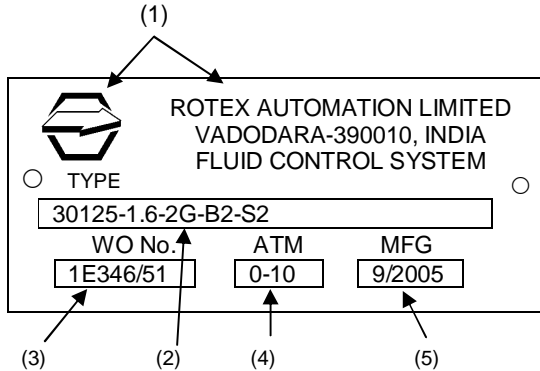 (1)
ROTEX AUTOMATION LIMITED
VADODARA-390010, INDIA
FLUID CONTROL SYSTEM
TYPE
30125-1.6-2G-B2-S2
WO No. ATM MFG
1E346/51 0-10 9/2005
(3) (2) (4) (5)